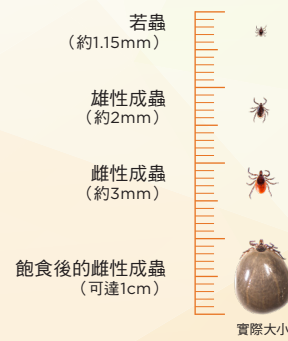 若蟲
（約1.15mm）
雄性成蟲
（約2mm）
雌性成蟲
（約3mm）
飽食後的雌性成蟲
（可達1cm）
實際大小